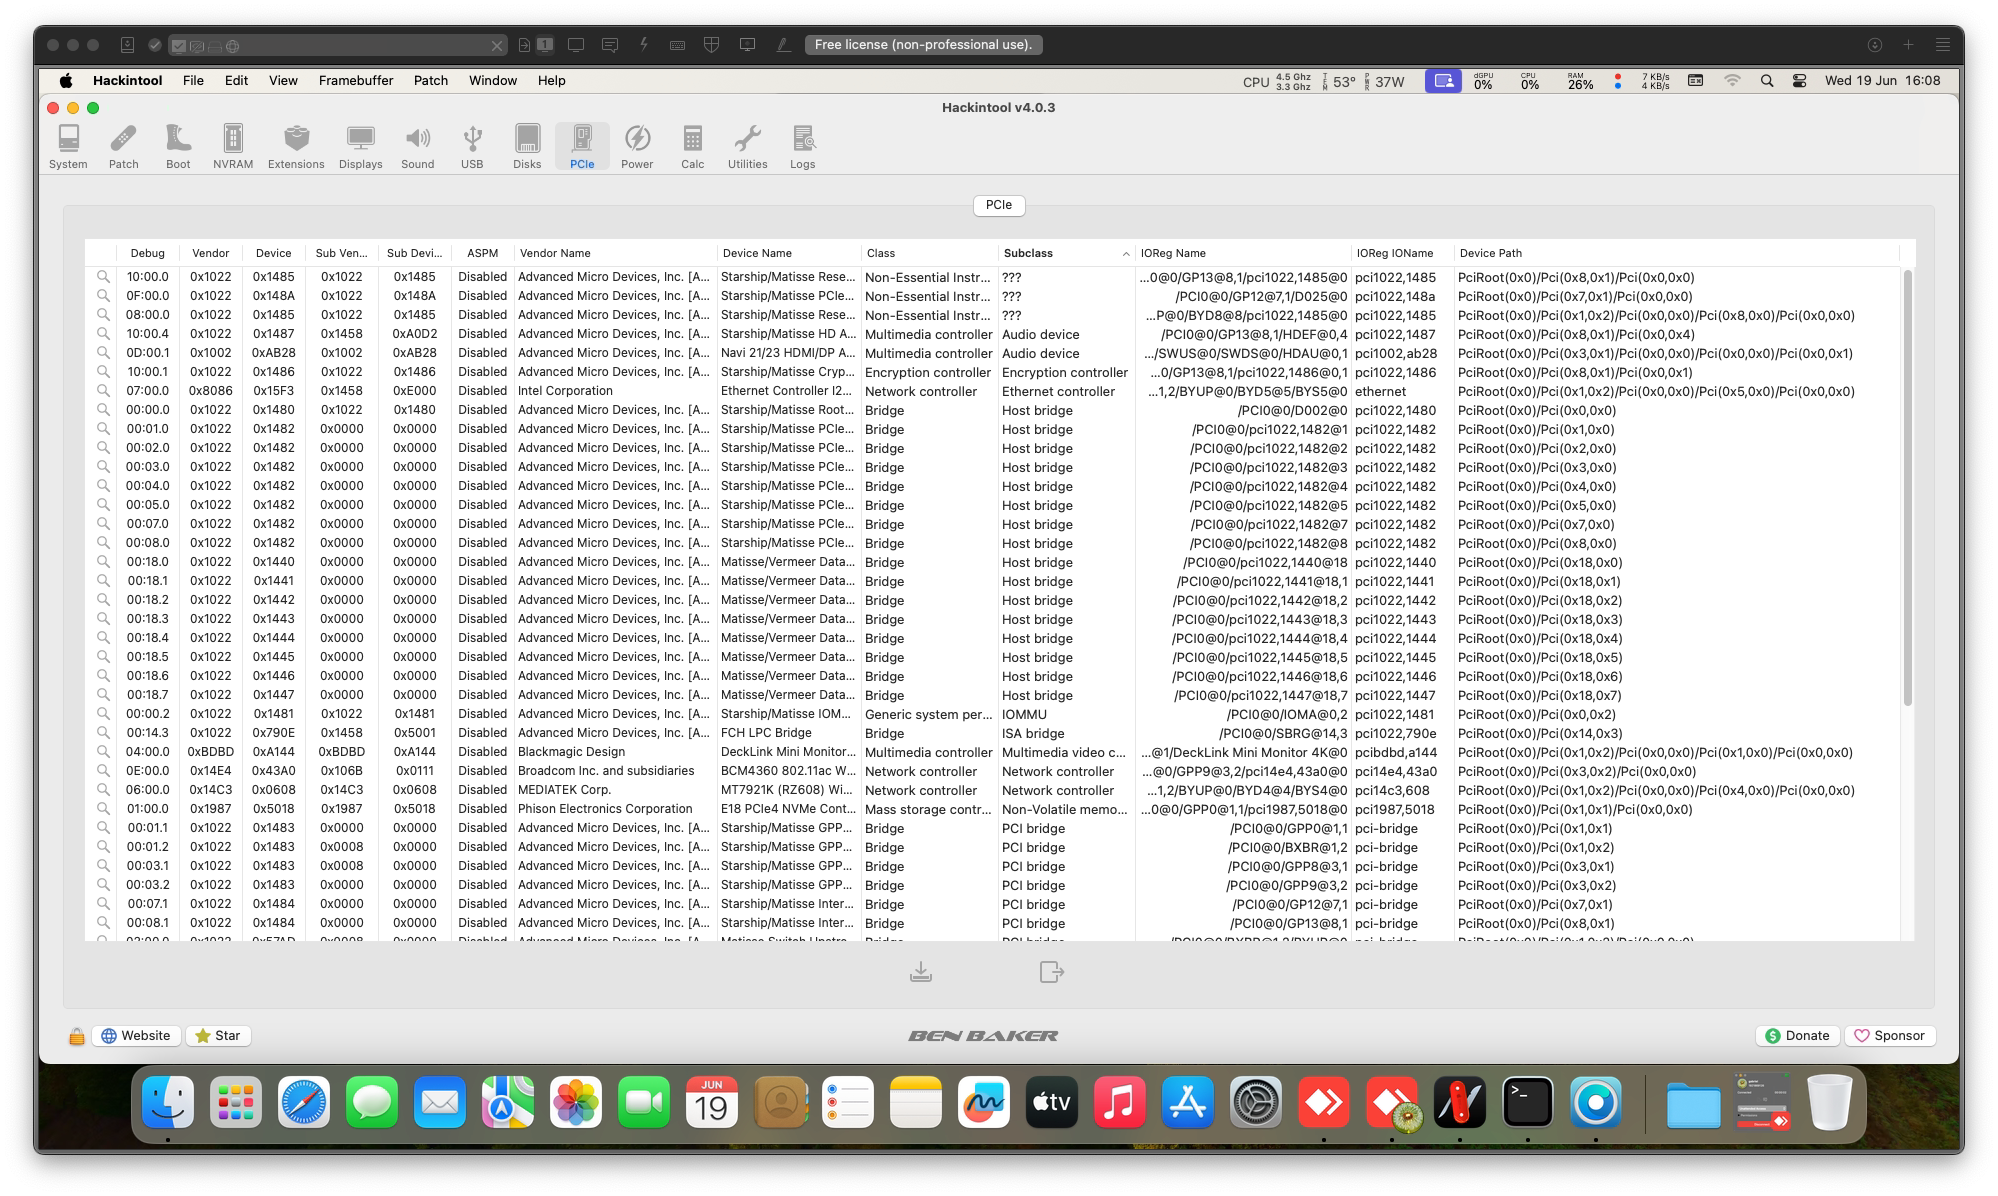 1
Free license (non-professional use).
Hackintool File Edit View Framebuffer Patch Window Help
CPU 4.5 Ghz 3.3 Ghz TEM 53° PWR 37W dGPU 0% CPU 0% RAM 26% 7 KB/s 4 KB/s Wed 19 Jun 16:08
Hackintool v4.0.3
System Patch Boot NVRAM Extensions Displays Sound USB Disks PCIe Power Calc Utilities Logs
PCIe
Debug Vendor Device Sub Ven... Sub Devi... ASPM Vendor Name Device Name Class Subclass IOReg Name IOReg IOName Device Path
10:00.0 0x1022 0x1485 0x1022 0x1485 Disabled Advanced Micro Devices, Inc. [A... Starship/Matisse Rese... Non-Essential Instr... ??? ...0@0/GP13@8,1/pci1022,1485@0 pci1022,1485 PciRoot(0x0)/Pci(0x8,0x1)/Pci(0x0,0x0)
0F:00.0 0x1022 0x148A 0x1022 0x148A Disabled Advanced Micro Devices, Inc. [A... Starship/Matisse PCIe... Non-Essential Instr... ??? /PCI0@0/GP12@7,1/D025@0 pci1022,148a PciRoot(0x0)/Pci(0x7,0x1)/Pci(0x0,0x0)
08:00.0 0x1022 0x1485 0x1022 0x1485 Disabled Advanced Micro Devices, Inc. [A... Starship/Matisse Rese... Non-Essential Instr... ??? ...P@0/BYD8@8/pci1022,1485@0 pci1022,1485 PciRoot(0x0)/Pci(0x1,0x2)/Pci(0x0,0x0)/Pci(0x8,0x0)/Pci(0x0,0x0)
10:00.4 0x1022 0x1487 0x1458 0xA0D2 Disabled Advanced Micro Devices, Inc. [A... Starship/Matisse HD A... Multimedia controller Audio device /PCI0@0/GP13@8,1/HDEF@0,4 pci1022,1487 PciRoot(0x0)/Pci(0x8,0x1)/Pci(0x0,0x4)
0D:00.1 0x1002 0xAB28 0x1002 0xAB28 Disabled Advanced Micro Devices, Inc. [A... Navi 21/23 HDMI/DP A... Multimedia controller Audio device .../SWUS@0/SWDS@0/HDAU@0,1 pci1002,ab28 PciRoot(0x0)/Pci(0x3,0x1)/Pci(0x0,0x0)/Pci(0x0,0x0)/Pci(0x0,0x1)
10:00.1 0x1022 0x1486 0x1022 0x1486 Disabled Advanced Micro Devices, Inc. [A... Starship/Matisse Cryp... Encryption controller Encryption controller ...0/GP13@8,1/pci1022,1486@0,1 pci1022,1486 PciRoot(0x0)/Pci(0x8,0x1)/Pci(0x0,0x1)
07:00.0 0x8086 0x15F3 0x1458 0xE000 Disabled Intel Corporation Ethernet Controller I2... Network controller Ethernet controller ...1,2/BYUP@0/BYD5@5/BYS5@0 ethernet PciRoot(0x0)/Pci(0x1,0x2)/Pci(0x0,0x0)/Pci(0x5,0x0)/Pci(0x0,0x0)
00:00.0 0x1022 0x1480 0x1022 0x1480 Disabled Advanced Micro Devices, Inc. [A... Starship/Matisse Root... Bridge Host bridge /PCI0@0/D002@0 pci1022,1480 PciRoot(0x0)/Pci(0x0,0x0)
00:01.0 0x1022 0x1482 0x0000 0x0000 Disabled Advanced Micro Devices, Inc. [A... Starship/Matisse PCIe... Bridge Host bridge /PCI0@0/pci1022,1482@1 pci1022,1482 PciRoot(0x0)/Pci(0x1,0x0)
00:02.0 0x1022 0x1482 0x0000 0x0000 Disabled Advanced Micro Devices, Inc. [A... Starship/Matisse PCIe... Bridge Host bridge /PCI0@0/pci1022,1482@2 pci1022,1482 PciRoot(0x0)/Pci(0x2,0x0)
00:03.0 0x1022 0x1482 0x0000 0x0000 Disabled Advanced Micro Devices, Inc. [A... Starship/Matisse PCIe... Bridge Host bridge /PCI0@0/pci1022,1482@3 pci1022,1482 PciRoot(0x0)/Pci(0x3,0x0)
00:04.0 0x1022 0x1482 0x0000 0x0000 Disabled Advanced Micro Devices, Inc. [A... Starship/Matisse PCIe... Bridge Host bridge /PCI0@0/pci1022,1482@4 pci1022,1482 PciRoot(0x0)/Pci(0x4,0x0)
00:05.0 0x1022 0x1482 0x0000 0x0000 Disabled Advanced Micro Devices, Inc. [A... Starship/Matisse PCIe... Bridge Host bridge /PCI0@0/pci1022,1482@5 pci1022,1482 PciRoot(0x0)/Pci(0x5,0x0)
00:07.0 0x1022 0x1482 0x0000 0x0000 Disabled Advanced Micro Devices, Inc. [A... Starship/Matisse PCIe... Bridge Host bridge /PCI0@0/pci1022,1482@7 pci1022,1482 PciRoot(0x0)/Pci(0x7,0x0)
00:08.0 0x1022 0x1482 0x0000 0x0000 Disabled Advanced Micro Devices, Inc. [A... Starship/Matisse PCIe... Bridge Host bridge /PCI0@0/pci1022,1482@8 pci1022,1482 PciRoot(0x0)/Pci(0x8,0x0)
00:18.0 0x1022 0x1440 0x0000 0x0000 Disabled Advanced Micro Devices, Inc. [A... Matisse/Vermeer Data... Bridge Host bridge /PCI0@0/pci1022,1440@18 pci1022,1440 PciRoot(0x0)/Pci(0x18,0x0)
00:18.1 0x1022 0x1441 0x0000 0x0000 Disabled Advanced Micro Devices, Inc. [A... Matisse/Vermeer Data... Bridge Host bridge /PCI0@0/pci1022,1441@18,1 pci1022,1441 PciRoot(0x0)/Pci(0x18,0x1)
00:18.2 0x1022 0x1442 0x0000 0x0000 Disabled Advanced Micro Devices, Inc. [A... Matisse/Vermeer Data... Bridge Host bridge /PCI0@0/pci1022,1442@18,2 pci1022,1442 PciRoot(0x0)/Pci(0x18,0x2)
00:18.3 0x1022 0x1443 0x0000 0x0000 Disabled Advanced Micro Devices, Inc. [A... Matisse/Vermeer Data... Bridge Host bridge /PCI0@0/pci1022,1443@18,3 pci1022,1443 PciRoot(0x0)/Pci(0x18,0x3)
00:18.4 0x1022 0x1444 0x0000 0x0000 Disabled Advanced Micro Devices, Inc. [A... Matisse/Vermeer Data... Bridge Host bridge /PCI0@0/pci1022,1444@18,4 pci1022,1444 PciRoot(0x0)/Pci(0x18,0x4)
00:18.5 0x1022 0x1445 0x0000 0x0000 Disabled Advanced Micro Devices, Inc. [A... Matisse/Vermeer Data... Bridge Host bridge /PCI0@0/pci1022,1445@18,5 pci1022,1445 PciRoot(0x0)/Pci(0x18,0x5)
00:18.6 0x1022 0x1446 0x0000 0x0000 Disabled Advanced Micro Devices, Inc. [A... Matisse/Vermeer Data... Bridge Host bridge /PCI0@0/pci1022,1446@18,6 pci1022,1446 PciRoot(0x0)/Pci(0x18,0x6)
00:18.7 0x1022 0x1447 0x0000 0x0000 Disabled Advanced Micro Devices, Inc. [A... Matisse/Vermeer Data... Bridge Host bridge /PCI0@0/pci1022,1447@18,7 pci1022,1447 PciRoot(0x0)/Pci(0x18,0x7)
00:00.2 0x1022 0x1481 0x1022 0x1481 Disabled Advanced Micro Devices, Inc. [A... Starship/Matisse IOM... Generic system per... IOMMU /PCI0@0/IOMA@0,2 pci1022,1481 PciRoot(0x0)/Pci(0x0,0x2)
00:14.3 0x1022 0x790E 0x1458 0x5001 Disabled Advanced Micro Devices, Inc. [A... FCH LPC Bridge Bridge ISA bridge /PCI0@0/SBRG@14,3 pci1022,790e PciRoot(0x0)/Pci(0x14,0x3)
04:00.0 0xBDBD 0xA144 0xBDBD 0xA144 Disabled Blackmagic Design DeckLink Mini Monitor... Multimedia controller Multimedia video c... ...@1/DeckLink Mini Monitor 4K@0 pcibdbd,a144 PciRoot(0x0)/Pci(0x1,0x2)/Pci(0x0,0x0)/Pci(0x1,0x0)/Pci(0x0,0x0)
0E:00.0 0x14E4 0x43A0 0x106B 0x0111 Disabled Broadcom Inc. and subsidiaries BCM4360 802.11ac W... Network controller Network controller ...@0/GPP9@3,2/pci14e4,43a0@0 pci14e4,43a0 PciRoot(0x0)/Pci(0x3,0x2)/Pci(0x0,0x0)
06:00.0 0x14C3 0x0608 0x14C3 0x0608 Disabled MEDIATEK Corp. MT7921K (RZ608) Wi... Network controller Network controller ...1,2/BYUP@0/BYD4@4/BYS4@0 pci14c3,608 PciRoot(0x0)/Pci(0x1,0x2)/Pci(0x0,0x0)/Pci(0x4,0x0)/Pci(0x0,0x0)
01:00.0 0x1987 0x5018 0x1987 0x5018 Disabled Phison Electronics Corporation E18 PCIe4 NVMe Cont... Mass storage contr... Non-Volatile memo... ...0@0/GPP0@1,1/pci1987,5018@0 pci1987,5018 PciRoot(0x0)/Pci(0x1,0x1)/Pci(0x0,0x0)
00:01.1 0x1022 0x1483 0x0000 0x0000 Disabled Advanced Micro Devices, Inc. [A... Starship/Matisse GPP... Bridge PCI bridge /PCI0@0/GPP0@1,1 pci-bridge PciRoot(0x0)/Pci(0x1,0x1)
00:01.2 0x1022 0x1483 0x0008 0x0000 Disabled Advanced Micro Devices, Inc. [A... Starship/Matisse GPP... Bridge PCI bridge /PCI0@0/BXBR@1,2 pci-bridge PciRoot(0x0)/Pci(0x1,0x2)
00:03.1 0x1022 0x1483 0x0008 0x0000 Disabled Advanced Micro Devices, Inc. [A... Starship/Matisse GPP... Bridge PCI bridge /PCI0@0/GPP8@3,1 pci-bridge PciRoot(0x0)/Pci(0x3,0x1)
00:03.2 0x1022 0x1483 0x0000 0x0000 Disabled Advanced Micro Devices, Inc. [A... Starship/Matisse GPP... Bridge PCI bridge /PCI0@0/GPP9@3,2 pci-bridge PciRoot(0x0)/Pci(0x3,0x2)
00:07.1 0x1022 0x1484 0x0000 0x0000 Disabled Advanced Micro Devices, Inc. [A... Starship/Matisse Inter... Bridge PCI bridge /PCI0@0/GP12@7,1 pci-bridge PciRoot(0x0)/Pci(0x7,0x1)
00:08.1 0x1022 0x1484 0x0000 0x0000 Disabled Advanced Micro Devices, Inc. [A... Starship/Matisse Inter... Bridge PCI bridge /PCI0@0/GP13@8,1 pci-bridge PciRoot(0x0)/Pci(0x8,0x1)
Website Star BEN BAKER Donate Sponsor
JUN
19
tv
>_